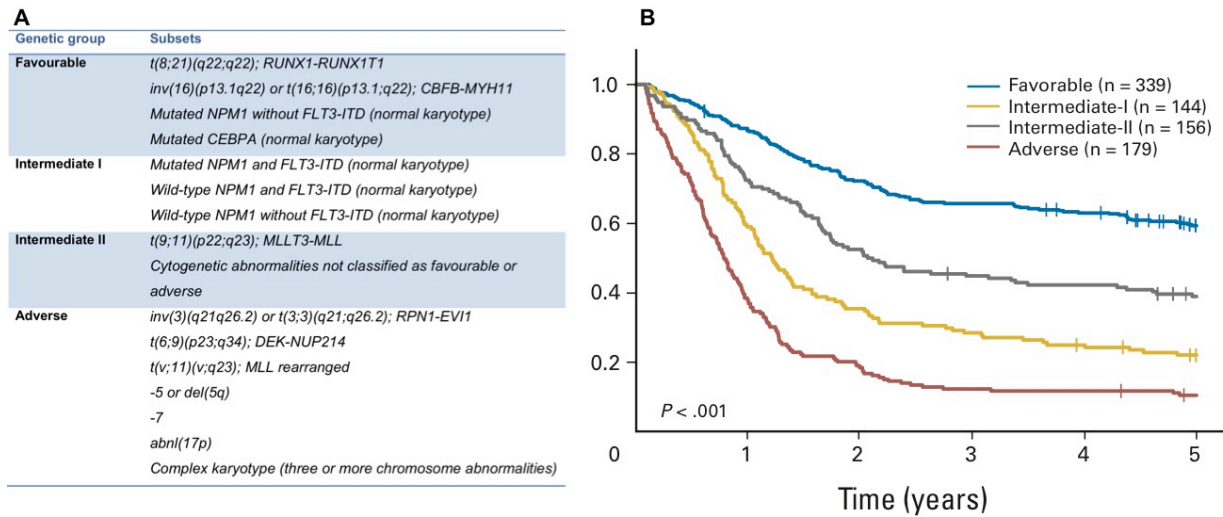 A
Genetic group Subsets
Favourable t(8;21)(q22;q22); RUNX1-RUNX1T1
inv(16)(p13.1q22) or t(16;16)(p13.1;q22); CBFB-MYH11
Mutated NPM1 without FLT3-ITD (normal karyotype)
Mutated CEBPA (normal karyotype)
Intermediate I Mutated NPM1 and FLT3-ITD (normal karyotype)
Wild-type NPM1 and FLT3-ITD (normal karyotype)
Wild-type NPM1 without FLT3-ITD (normal karyotype)
Intermediate II t(9;11)(p22;q23); MLLT3-MLL
Cytogenetic abnormalities not classified as favourable or
adverse
Adverse inv(3)(q21q26.2) or t(3;3)(q21;q26.2); RPN1-EVI1
t(6;9)(p23;q34); DEK-NUP214
t(v;11)(v;q23); MLL rearranged
-5 or del(5q)
-7
abnl(17p)
Complex karyotype (three or more chromosome abnormalities)
B
Favorable (n = 339)
Intermediate-I (n = 144)
Intermediate-II (n = 156)
Adverse (n = 179)
1.0
0.8
0.6
0.4
0.2
P < .001
0 1 2 3 4 5
Time (years)